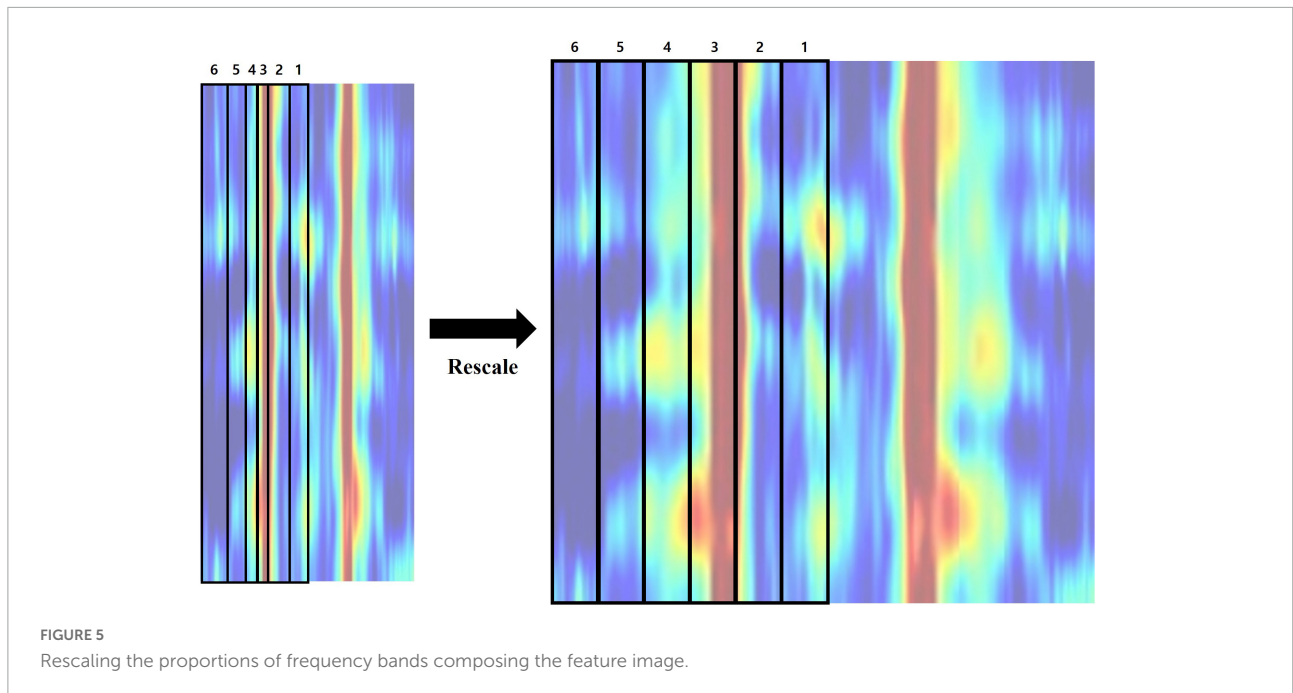 6 5 4 3 2 1
6 5 4 3 2 1
Rescale
FIGURE 5
Rescaling the proportions of frequency bands composing the feature image.